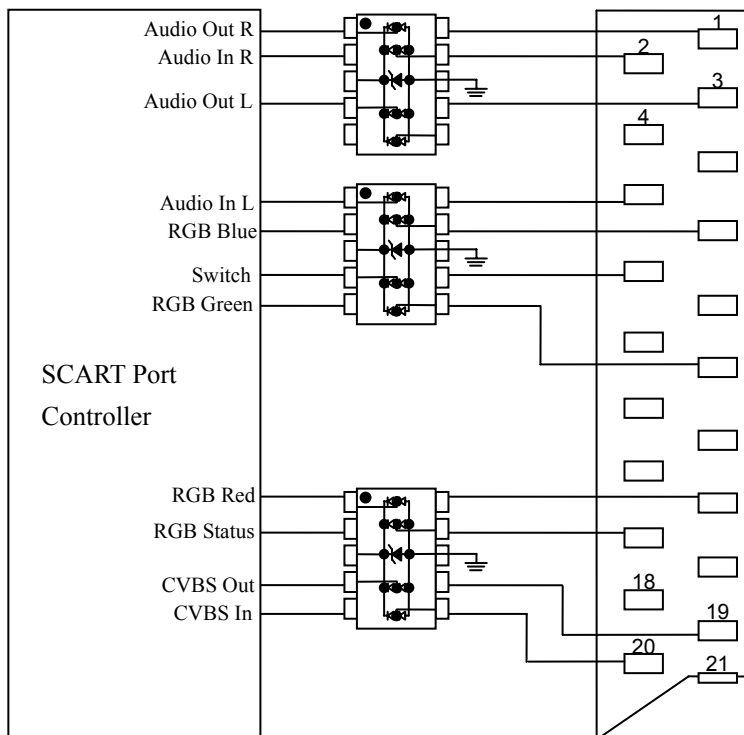 Audio Out R
Audio In R
Audio Out L
Audio In L
RGB Blue
Switch
RGB Green
SCART Port
Controller
RGB Red
RGB Status
CVBS Out
CVBS In
1
2
3
4
18
19
20
21